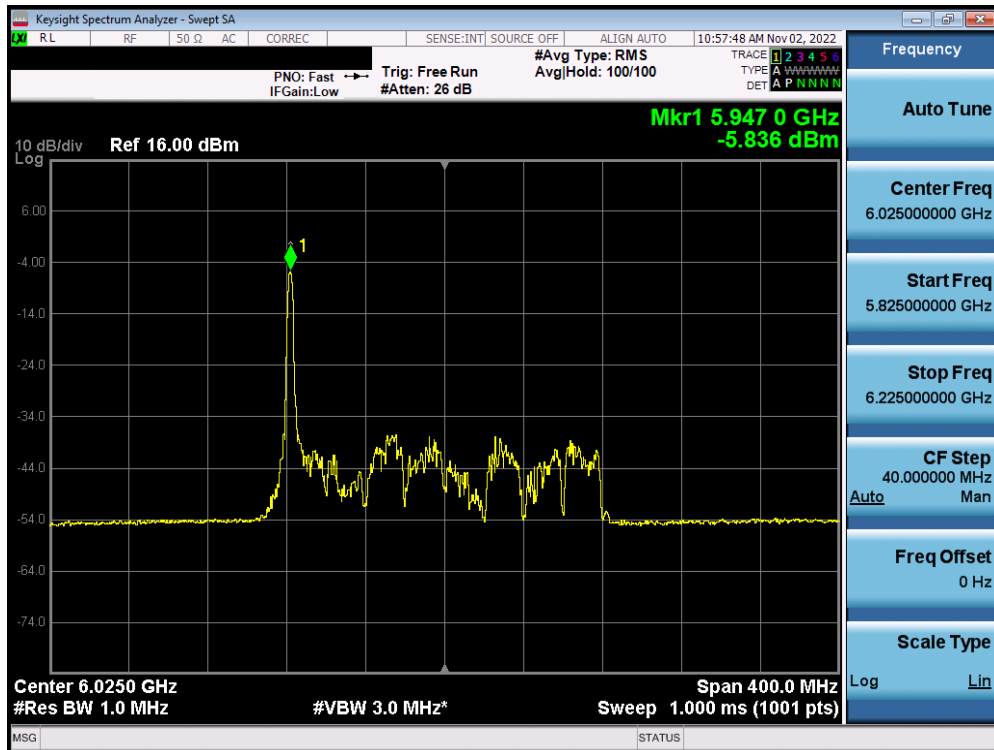 Keysight Spectrum Analyzer - Swept SA
LXI RL RF 50 Ω AC CORREC SENSE:INT SOURCE OFF ALIGN AUTO 10:57:48 AM Nov 02, 2022
PNO: Fast Trig: Free Run #Avg Type: RMS TRACE 1 2 3 4 5 6
IFGain:Low #Atten: 26 dB Avg|Hold: 100/100 TYPE A WWWWW
DET A P N N N N
Mkr1 5.947 0 GHz
-5.836 dBm
10 dB/div Ref 16.00 dBm
Log
1
6.00
-4.00
-14.0
-24.0
-34.0
-44.0
-54.0
-64.0
-74.0
Center 6.0250 GHz Span 400.0 MHz
#Res BW 1.0 MHz #VBW 3.0 MHz* Sweep 1.000 ms (1001 pts)
MSG STATUS
Frequency
Auto Tune
Center Freq
6.025000000 GHz
Start Freq
5.825000000 GHz
Stop Freq
6.225000000 GHz
CF Step
40.000000 MHz
Auto Man
Freq Offset
0 Hz
Scale Type
Log Lin